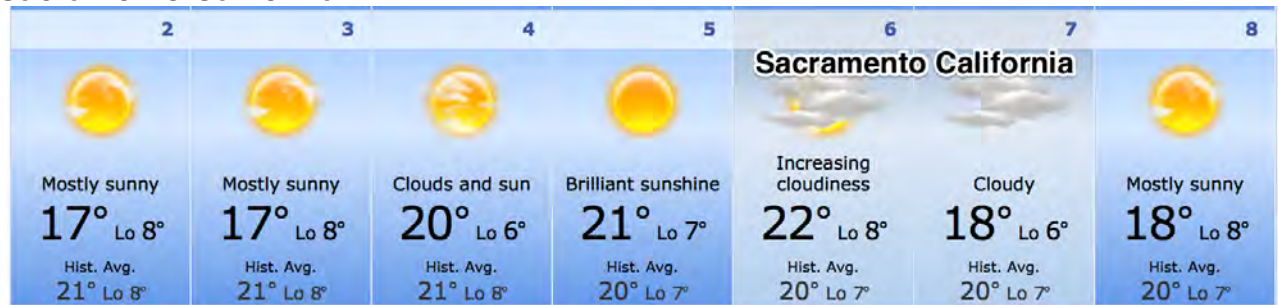 2 3 4 5 6 7 8
Sacramento California
Mostly sunny
17° Lo 8°
Hist. Avg.
21° Lo 8°
Mostly sunny
17° Lo 8°
Hist. Avg.
21° Lo 8°
Clouds and sun
20° Lo 6°
Hist. Avg.
21° Lo 8°
Brilliant sunshine
21° Lo 7°
Hist. Avg.
20° Lo 7°
Increasing
cloudiness
22° Lo 8°
Hist. Avg.
20° Lo 7°
Cloudy
18° Lo 6°
Hist. Avg.
20° Lo 7°
Mostly sunny
18° Lo 8°
Hist. Avg.
20° Lo 7°